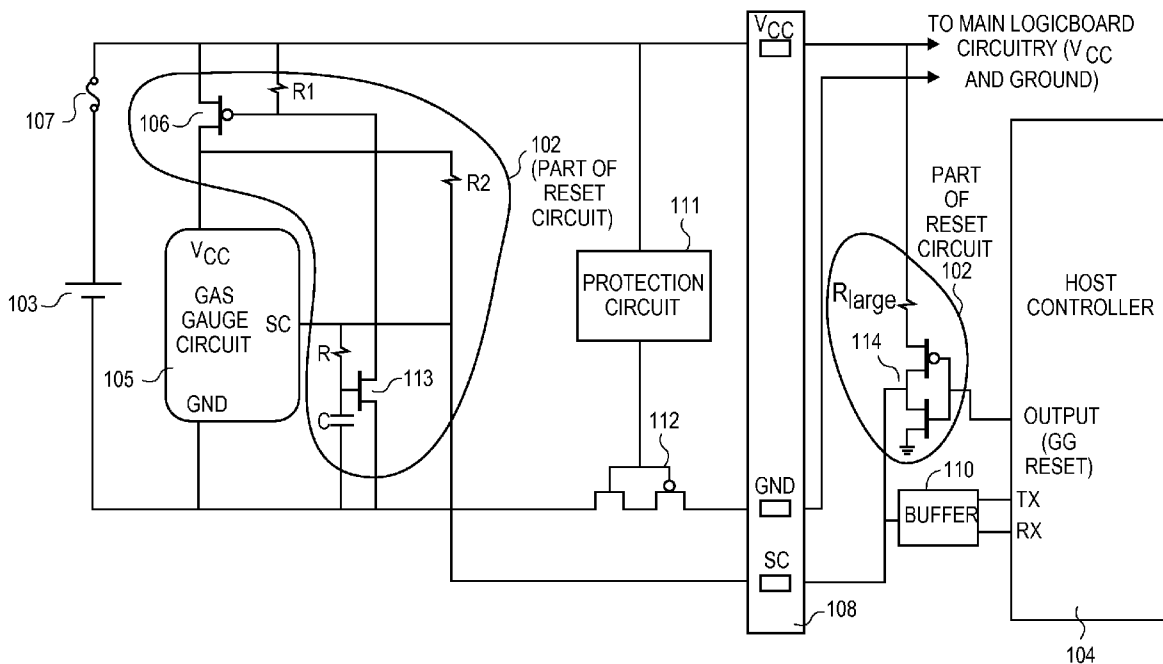 VCC
TO MAIN LOGICBOARD
CIRCUITRY (VCC
AND GROUND)
107
106
R1
102
(PART OF
RESET
CIRCUIT)
R2
VCC
GAS
GAUGE
CIRCUIT
SC
105
GND
103
R
C
113
111
PROTECTION
CIRCUIT
112
GND
SC
108
PART
OF
RESET
CIRCUIT
102
Rlarge
114
110
BUFFER
HOST
CONTROLLER
OUTPUT
(GG
RESET)
TX
RX
104